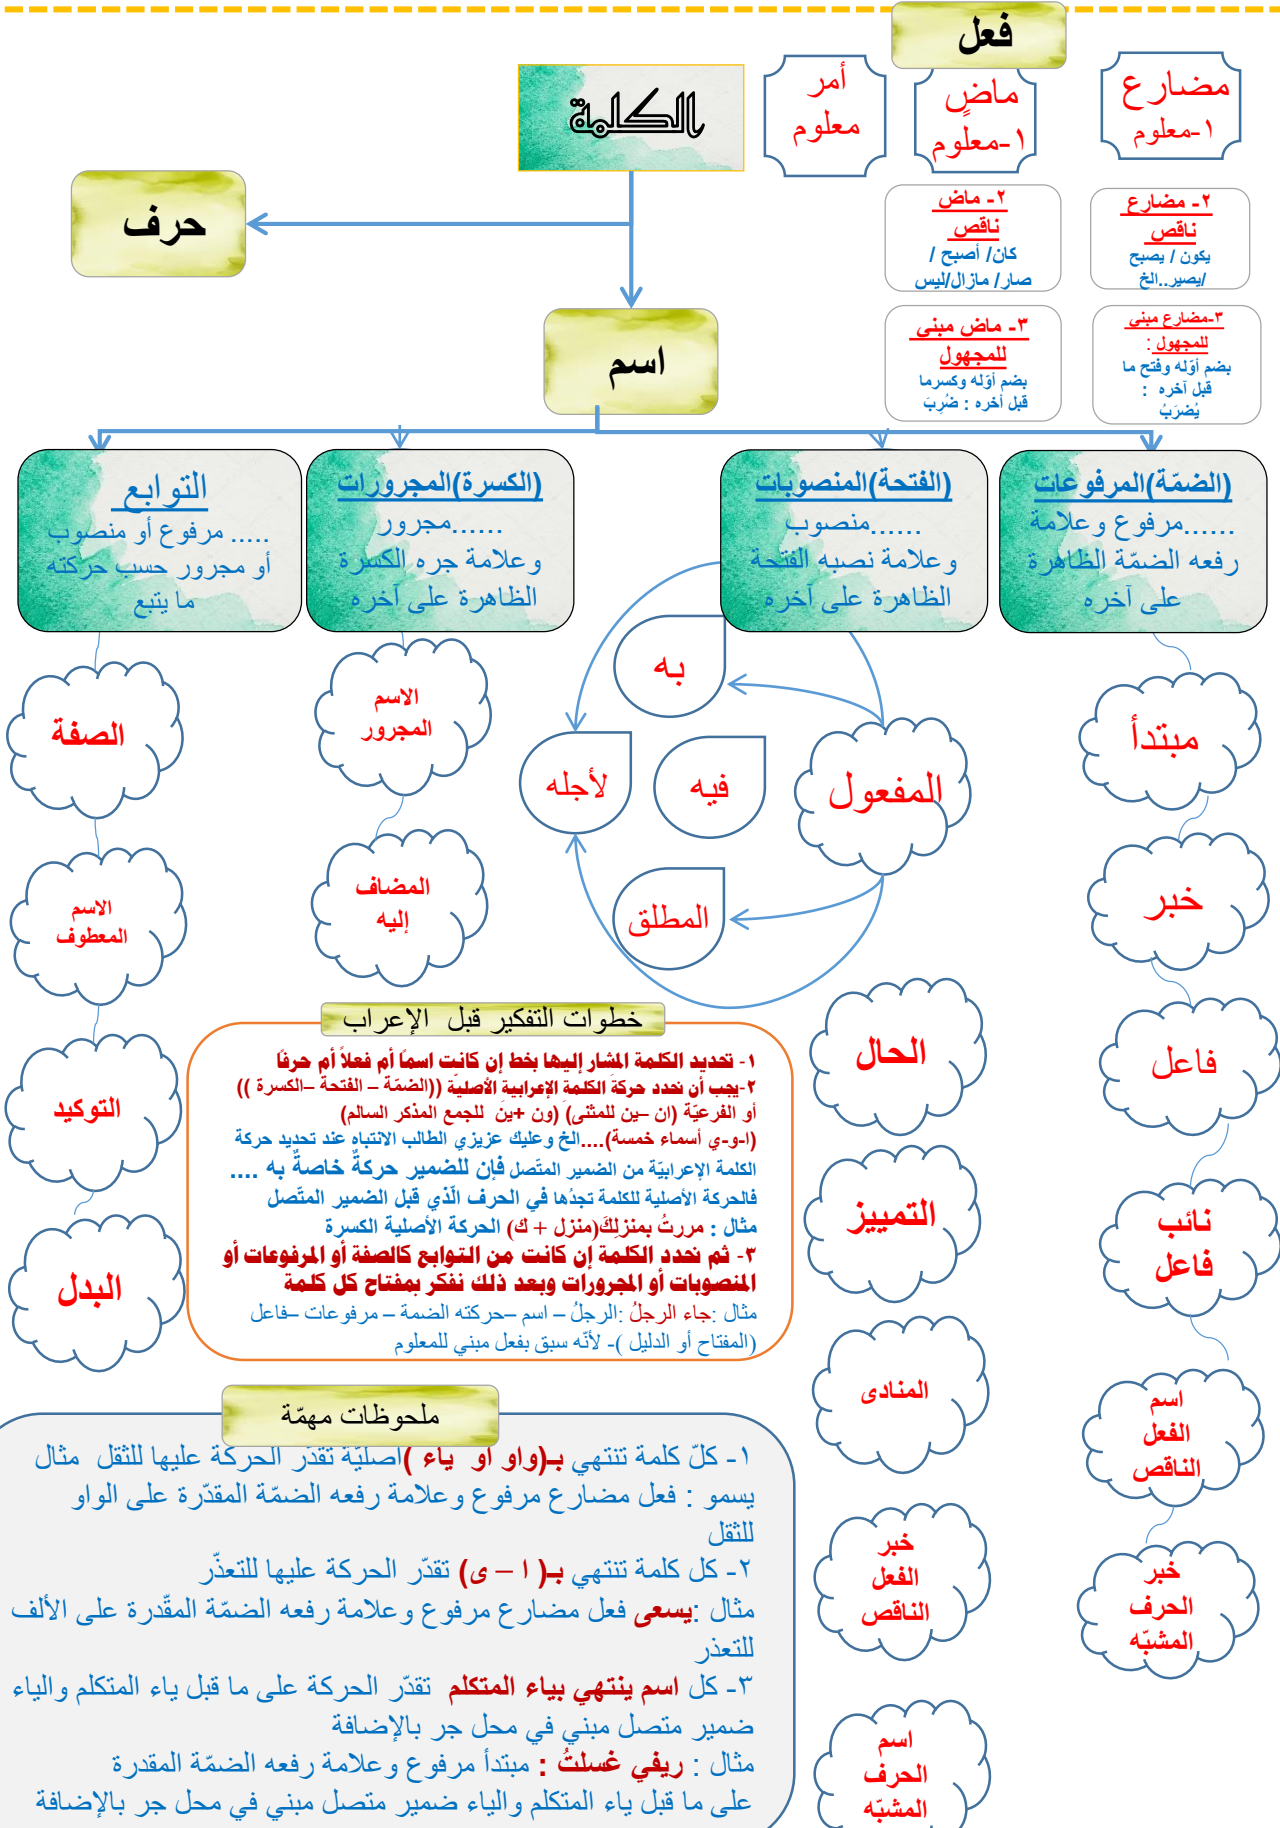 فعل
الكلمة
أمر
معلوم
ماضٍ
١-معلوم
مضارع
١-معلوم
حرف
٢- ماض
ناقص
كان/ أصبح /
صار/ مازال/ليس
٢- مضارع
ناقص
يكون / يصبح
/يصير..الخ
٣- ماض مبني
للمجهول
بضم أوّله وكسرما
قبل آخره : ضُرِبَ
٣-مضارع مبني
للمجهول :
بضم أوّله وفتح ما
قبل آخره :
يُضرَبُ
اسم
(الضمّة)المرفوعات
......مرفوع وعلامة
رفعه الضمّة الظاهرة
على آخره
(الفتحة)المنصوبات
......منصوب
وعلامة نصبه الفتحة
الظاهرة على آخره
(الكسرة)المجرورات
......مجرور
وعلامة جره الكسرة
الظاهرة على آخره
التوابع
..... مرفوع أو منصوب
أو مجرور حسب حركته
ما يتبع
مبتدأ
خبر
فاعل
نائب
فاعل
اسم
الفعل
الناقص
خبر
الحرف
المشبّه
المفعول
به
فيه
لأجله
المطلق
الحال
التمييز
المنادى
خبر
الفعل
الناقص
اسم
الحرف
المشبّه
الاسم
المجرور
المضاف
إليه
الصفة
الاسم
المعطوف
التوكيد
البدل
خطوات التفكير قبل الإعراب
١- تحديد الكلمة المشار إليها بخط إن كانت اسمًا أم فعلاً أم حرفًا
٢-يجب أن نحدد حركة الكلمة الإعرابية الأصلية ((الضمّة – الفتحة –الكسرة ))
أو الفرعيّة (ان –ين للمثنى) (ون +ينَ للجمع المذكر السالم)
(ا-و-ي أسماء خمسة)....الخ وعليك عزيزي الطالب الانتباه عند تحديد حركة
الكلمة الإعرابيّة من الضمير المتّصل فإن للضمير حركةٌ خاصةٌ به ....
فالحركة الأصلية للكلمة تجدُها في الحرف الّذي قبل الضمير المتّصل
مثال : مررتُ بمنزلِكَ(منزل + ك) الحركة الأصلية الكسرة
٣- ثم نحدد الكلمة إن كانت من التوابع كالصفة أو المرفوعات أو
المنصوبات أو المجرورات وبعد ذلك نفكر بمفتاح كل كلمة
مثال :جاء الرجلُ :الرجلُ – اسم –حركته الضمة – مرفوعات –فاعل
(المفتاح أو الدليل )- لأنّه سبق بفعل مبني للمعلوم
ملحوظات مهمّة
١- كلّ كلمة تنتهي بـ(واو أو ياء )أصليّة تقدّر الحركة عليها للثقل مثال
يسمو : فعل مضارع مرفوع وعلامة رفعه الضمّة المقدّرة على الواو
للثقل
٢- كل كلمة تنتهي بـ( ا – ى) تقدّر الحركة عليها للتعذّر
مثال :يسعى فعل مضارع مرفوع وعلامة رفعه الضمّة المقّدرة على الألف
للتعذر
٣- كل اسم ينتهي بياء المتكلم تقدّر الحركة على ما قبل ياء المتكلم والياء
ضمير متصل مبني في محل جر بالإضافة
مثال : ريفي غسلتُ : مبتدأ مرفوع وعلامة رفعه الضمّة المقدرة
على ما قبل ياء المتكلم والياء ضمير متصل مبني في محل جر بالإضافة